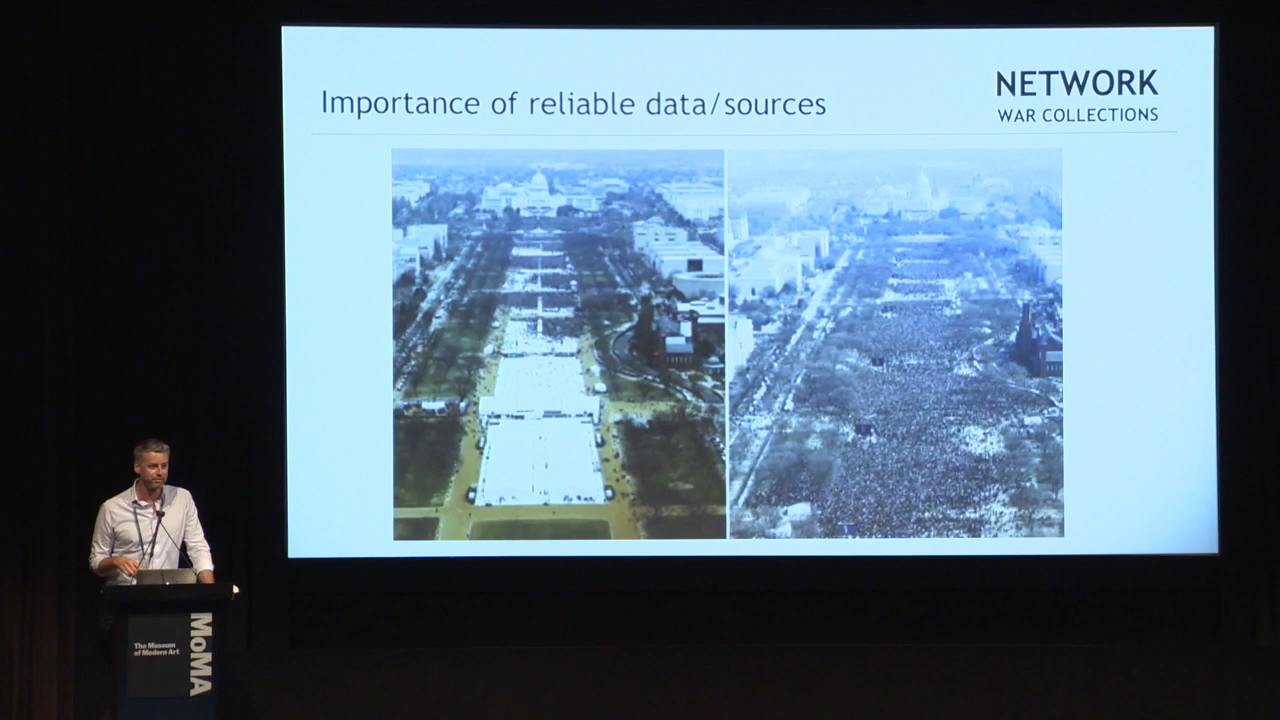 Importance of reliable data/sources
NETWORK
WAR COLLECTIONS
The Museum
of Modern Art
MoMA